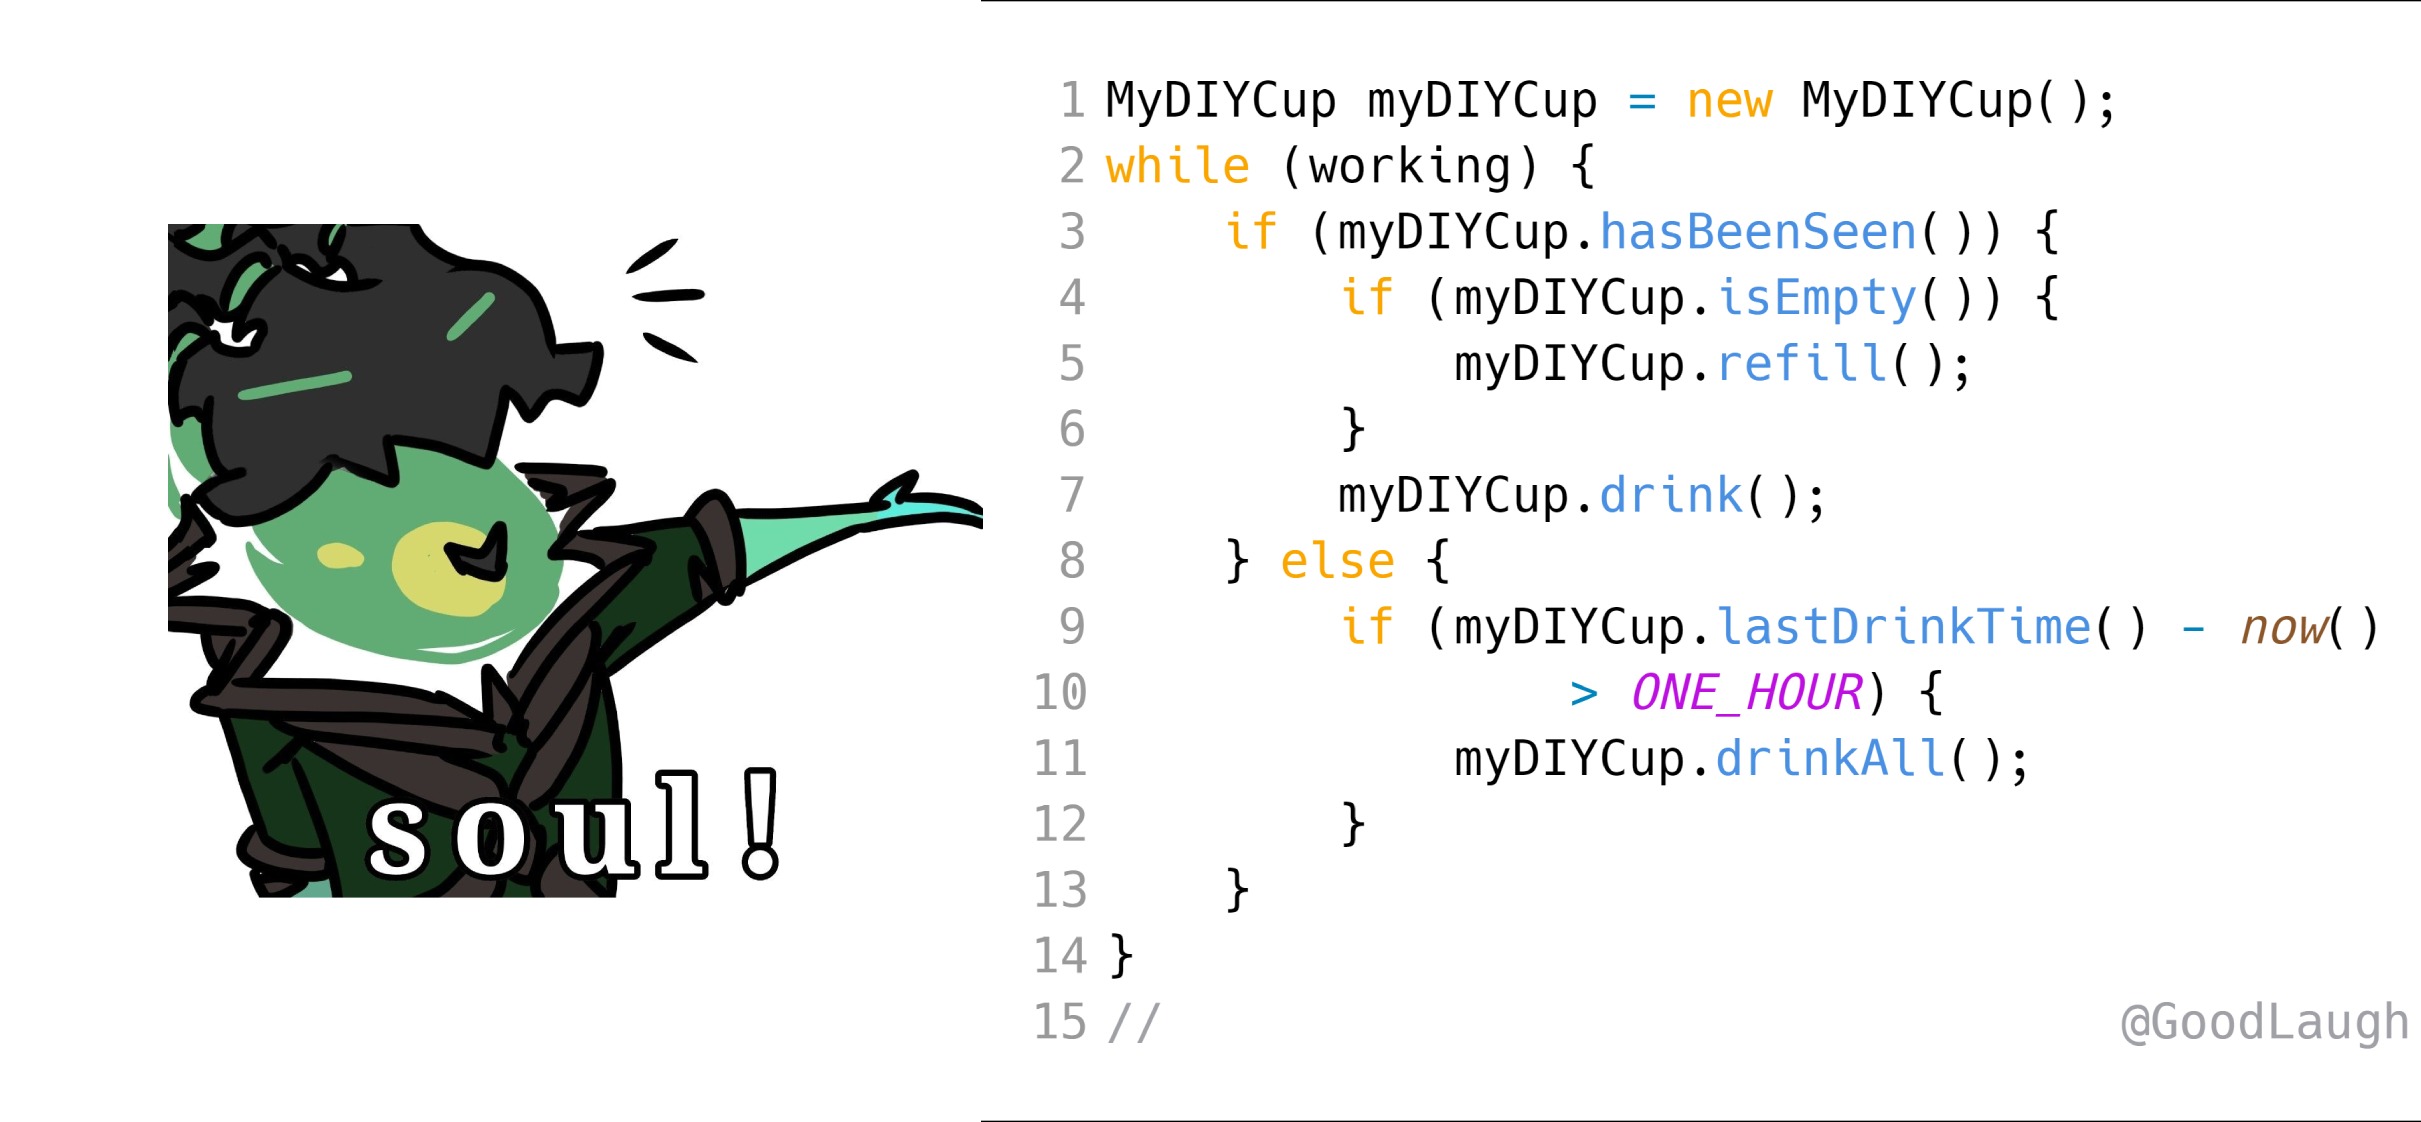 soul!
1 MyDIYCup myDIYCup = new MyDIYCup();
2 while (working) {
3     if (myDIYCup.hasBeenSeen()) {
4         if (myDIYCup.isEmpty()) {
5             myDIYCup.refill();
6         }
7         myDIYCup.drink();
8     } else {
9         if (myDIYCup.lastDrinkTime() - now()
10                 > ONE_HOUR) {
11             myDIYCup.drinkAll();
12         }
13     }
14 }
15 // @GoodLaugh